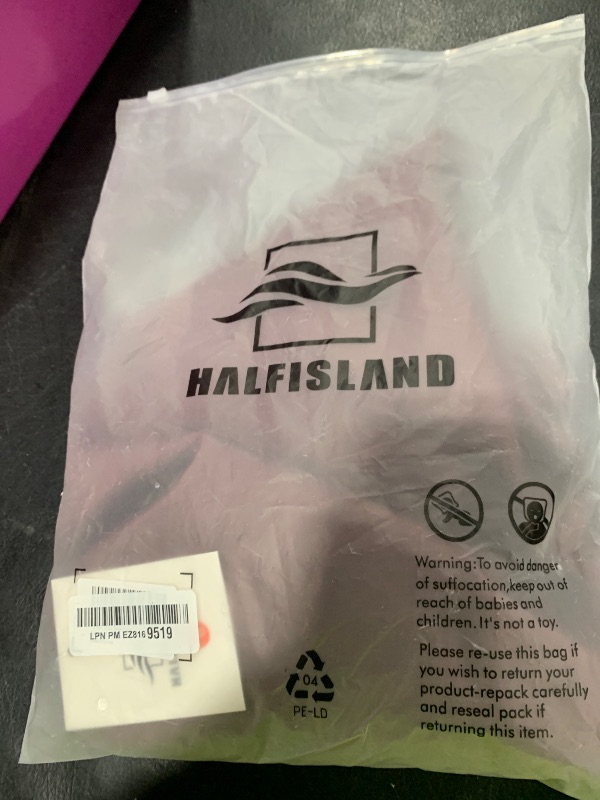 HALFISLAND
Warning:To avoid danger
of suffocation,keep out of
reach of babies and
children. It's not a toy.
Please re-use this bag if
you wish to return your
product-repack carefully
and reseal pack if
returning this item.
LPN PM EZ816 9519
04
PE-LD